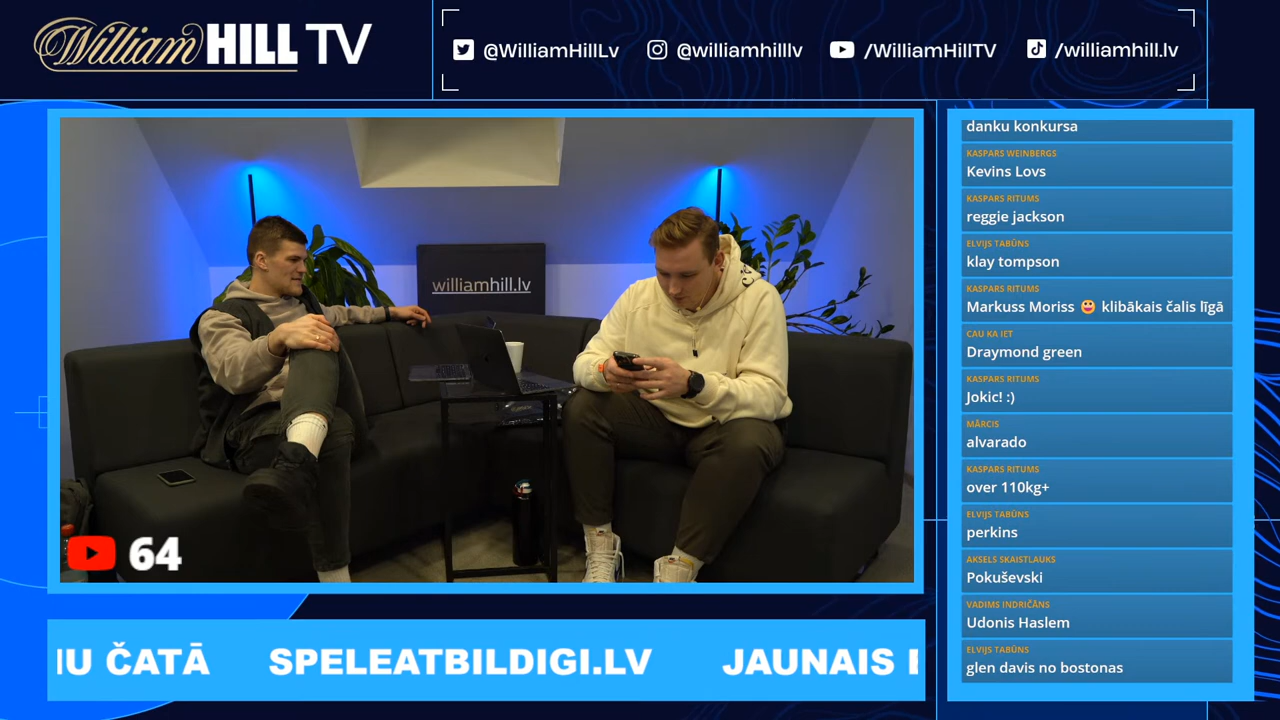 William HILL TV
@WilliamHillLv
@williamhilllv
/WilliamHillTV
/williamhill.lv
williamhill.lv
64
danku konkursa
KASPARS WEINBERGS
Kevins Lovs
KASPARS RITUMS
reggie jackson
ELVIJS TABŪNS
klay tompson
KASPARS RITUMS
Markuss Moriss 😀 klibākais čalis līgā
CAU KA IET
Draymond green
KASPARS RITUMS
Jokic! :)
MĀRCIS
alvarado
KASPARS RITUMS
over 110kg+
ELVIJS TABŪNS
perkins
AKSELS SKAISTLAUKS
Pokuševski
VADIMS INDRIČĀNS
Udonis Haslem
ELVIJS TABŪNS
glen davis no bostonas
ČATĀ SPELEATBILDIGI.LV JAUNAIS